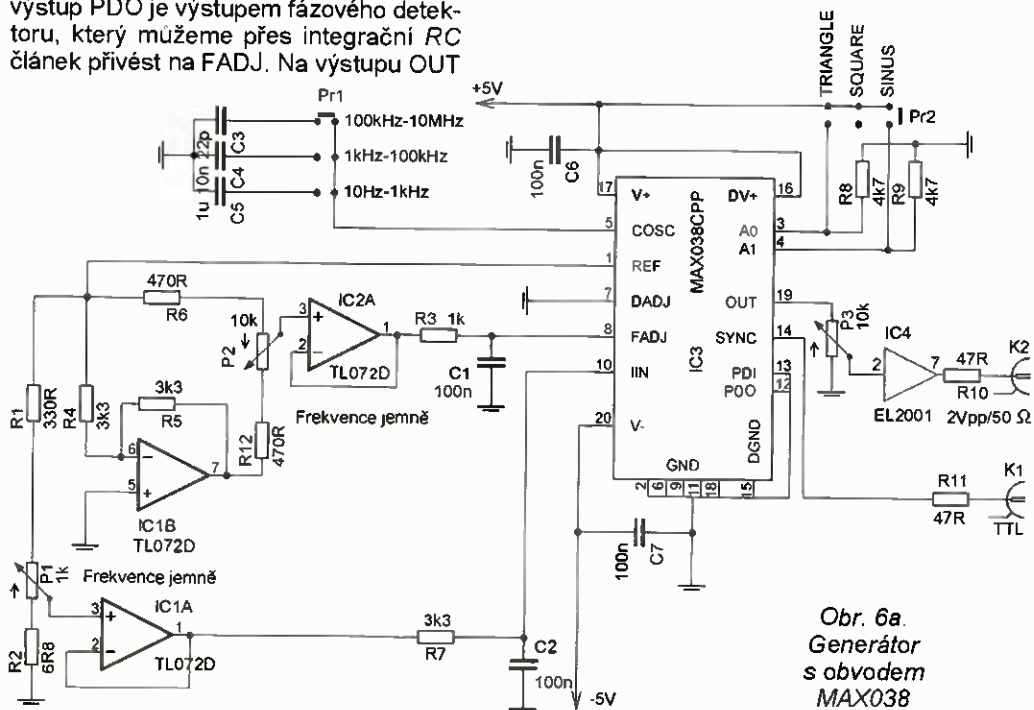 výstup PDO je výstupem fázového detek-
toru, který můžeme přes integrační RC
článek přivést na FADJ. Na výstupu OUT
Pr1
+5V
TRIANGLE
SQUARE
SINUS
Pr2
100kHz-10MHz
1kHz-100kHz
10Hz-1kHz
22p
C3
10n
C4
1u
C5
100n
C6
R8
4k7
R9
4k7
17
V+
DV+
16
5
COSC
A0
3
A1
4
1
REF
MAX038CPP
7
DADJ
OUT
19
8
FADJ
SYNC
14
IC3
10
IIN
PDI
13
P0O
12
20
V-
DGND
GND
2
6
9
11
18
15
470R
R6
10k
P2
IC2A
3
+
2
-
1
TL072D
R3 1k
C1
100n
Frekvence jemně
R1
330R
R4
3k3
3k3
R5
R12
470R
6
-
5
+
7
IC1B
TL072D
P1
1k
Frekvence jemně
IC1A
3
+
2
-
1
TL072D
R2
6R8
3k3
R7
C2
100n
-5V
100n
C7
P3
10k
IC4
2
7
EL2001
47R
R10
K2
2Vpp/50 Ω
R11
47R
K1
TTL
Obr. 6a.
Generátor
s obvodem
MAX038